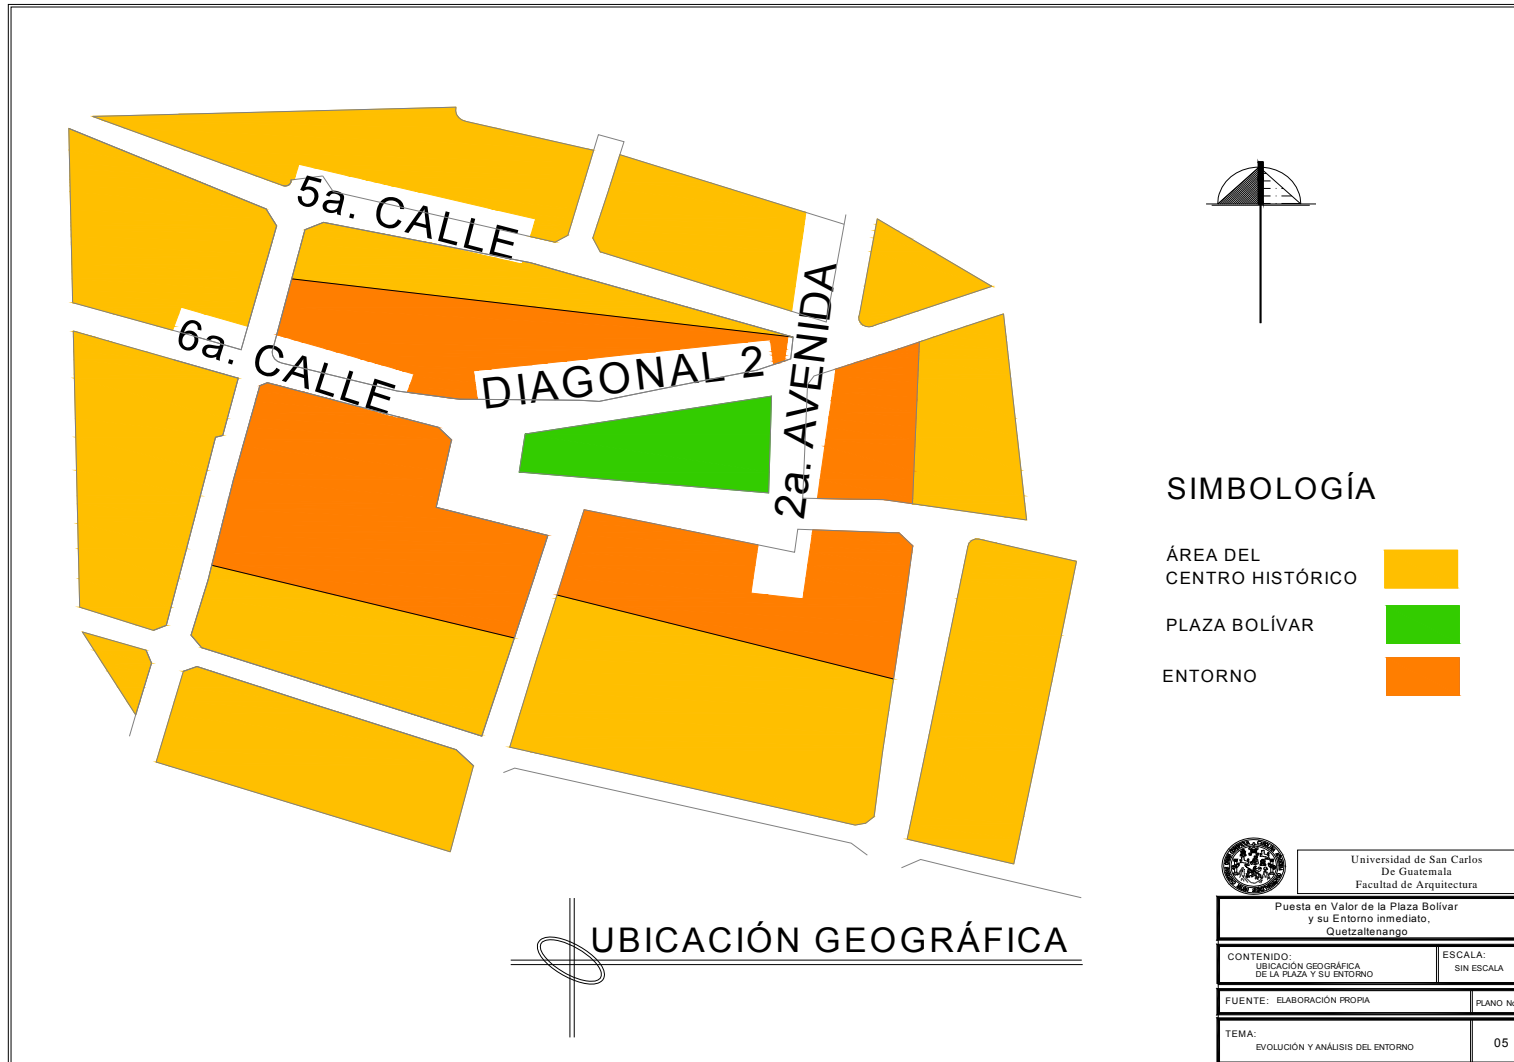 5a. CALLE
6a. CALLE
DIAGONAL 2
2a. AVENIDA
SIMBOLOGÍA
ÁREA DEL
CENTRO HISTÓRICO
PLAZA BOLÍVAR
ENTORNO
UBICACIÓN GEOGRÁFICA
Universidad de San Carlos
De Guatemala
Facultad de Arquitectura
Puesta en Valor de la Plaza Bolívar
y su Entorno inmediato,
Quetzaltenango
CONTENIDO:
UBICACIÓN GEOGRÁFICA
DE LA PLAZA Y SU ENTORNO
ESCALA:
SIN ESCALA
FUENTE: ELABORACIÓN PROPIA
PLANO No
TEMA:
EVOLUCIÓN Y ANÁLISIS DEL ENTORNO
05